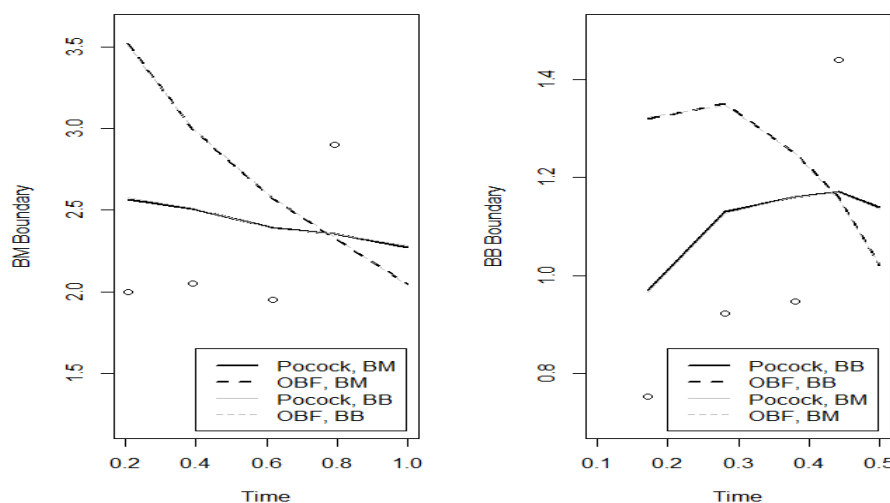 BM Boundary
3.5
3.0
2.5
2.0
1.5
Pocock, BM
OBF, BM
Pocock, BB
OBF, BB
0.2 0.4 0.6 0.8 1.0
Time
BB Boundary
1.4
1.2
1.0
0.8
Pocock, BB
OBF, BB
Pocock, BM
OBF, BM
0.1 0.2 0.3 0.4 0.5
Time